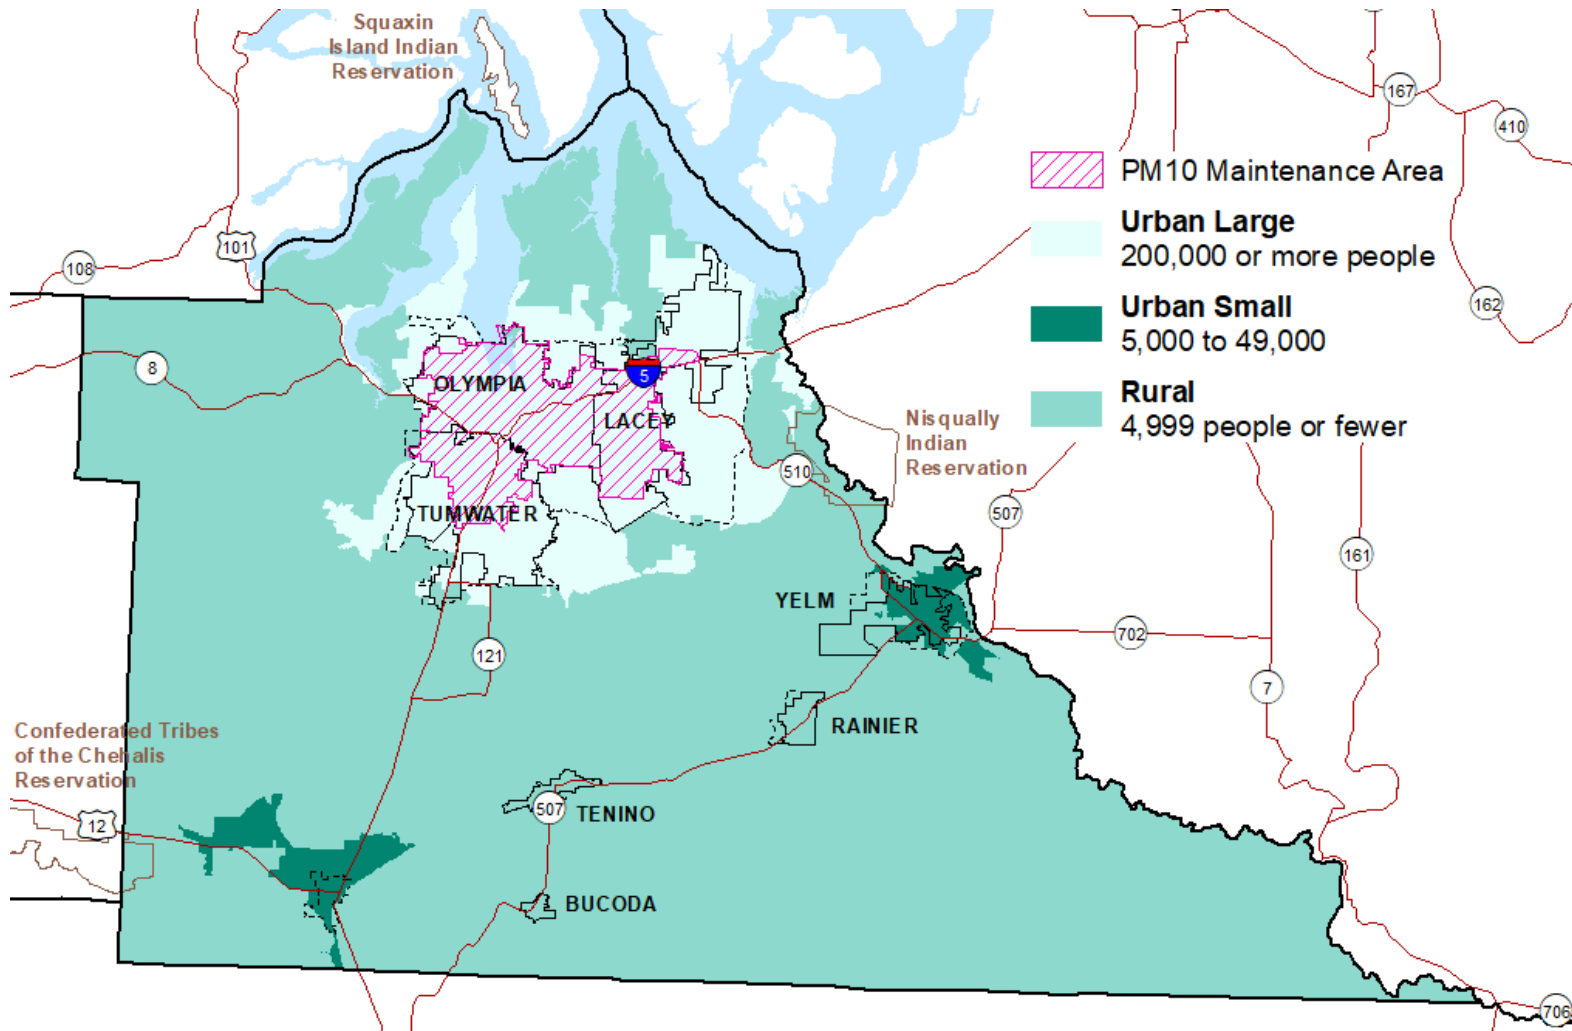 Squaxin
Island Indian
Reservation
167
410
PM10 Maintenance Area
Urban Large
200,000 or more people
101
108
162
Urban Small
5,000 to 49,000
8
5
OLYMPIA
Rural
4,999 people or fewer
LACEY
Nisqually
Indian
Reservation
510
507
TUMWATER
161
YELM
702
121
7
RAINIER
Confederated Tribes
of the Chehalis
Reservation
12
507
TENINO
BUCODA
706